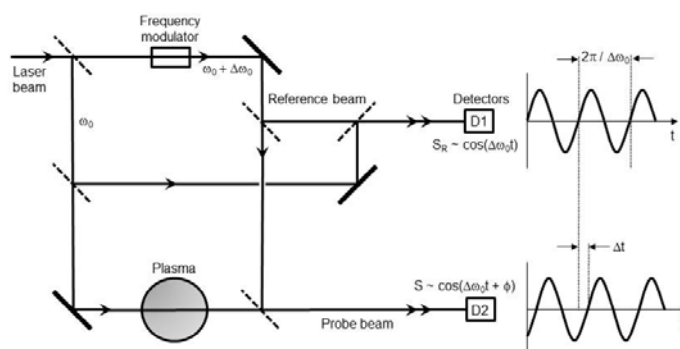 Frequency
modulator
Laser
beam
ω₀ + Δω₀
ω₀
Reference beam
Detectors
D1
S_R ~ cos(Δω₀t)
2π / Δω₀
t
Plasma
Probe beam
S ~ cos(Δω₀t + ϕ)
D2
Δt